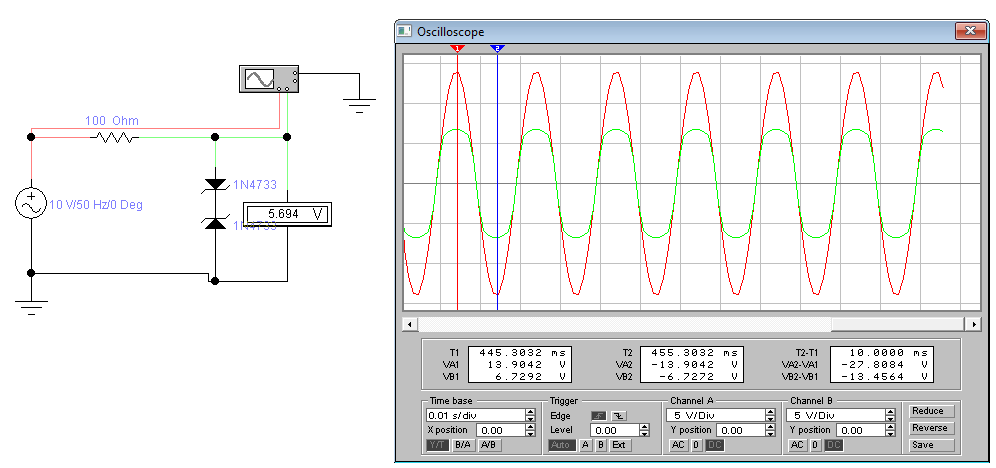 Oscilloscope
1 2
100 Ohm
1N4733
10 V/50 Hz/0 Deg
5.694 V
1N4733
T1 445.3032 ms T2 455.3032 ms T2-T1 10.0000 ms
VA1 13.9042 V VA2 -13.9042 V VA2-VA1 -27.8084 V
VB1 6.7292 V VB2 -6.7272 V VB2-VB1 -13.4564 V
Time base Trigger Channel A Channel B
0.01 s/div Edge 5 V/Div 5 V/Div Reduce
X position 0.00 Level 0.00 Y position 0.00 Y position 0.00 Reverse
Y/T B/A A/B Auto A B Ext AC 0 DC AC 0 DC Save